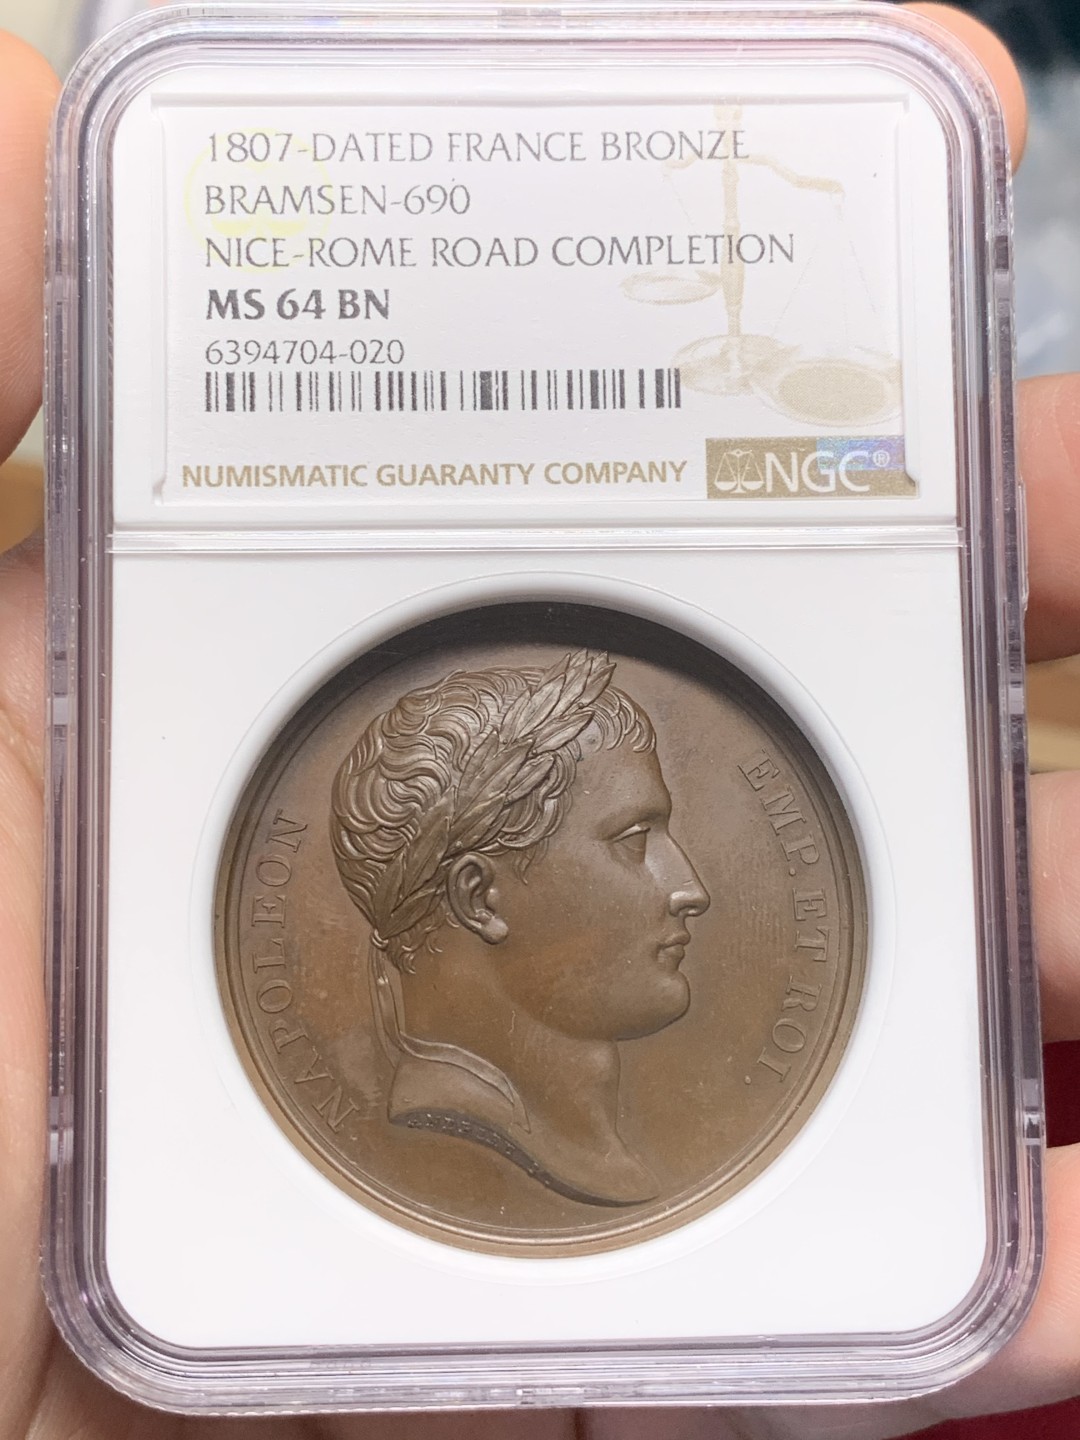 1807-DATED FRANCE BRONZE
BRAMSEN-690
NICE-ROME ROAD COMPLETION
MS 64 BN
6394704-020
NUMISMATIC GUARANTY COMPANY
NGC®
NAPOLEON
EMP. ET ROI.
ANDRIEU F.